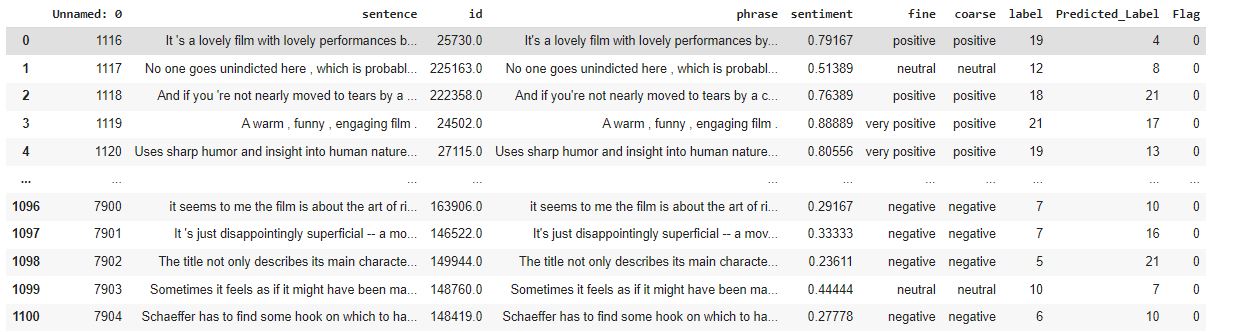 Unnamed: 0 sentence id phrase sentiment fine coarse label Predicted_Label Flag
0 1116 It 's a lovely film with lovely performances b... 25730.0 It's a lovely film with lovely performances by... 0.79167 positive positive 19 4 0
1 1117 No one goes unindicted here , which is probabl... 225163.0 No one goes unindicted here , which is probabl... 0.51389 neutral neutral 12 8 0
2 1118 And if you 're not nearly moved to tears by a ... 222358.0 And if you're not nearly moved to tears by a c... 0.76389 positive positive 18 21 0
3 1119 A warm , funny , engaging film . 24502.0 A warm , funny , engaging film . 0.88889 very positive positive 21 17 0
4 1120 Uses sharp humor and insight into human nature... 27115.0 Uses sharp humor and insight into human nature... 0.80556 very positive positive 19 13 0
... ... ... ... ... ... ... ... ... ... ...
1096 7900 it seems to me the film is about the art of ri... 163906.0 it seems to me the film is about the art of ri... 0.29167 negative negative 7 10 0
1097 7901 It 's just disappointingly superficial -- a mo... 146522.0 It's just disappointingly superficial -- a mov... 0.33333 negative negative 7 16 0
1098 7902 The title not only describes its main characte... 149944.0 The title not only describes its main characte... 0.23611 negative negative 5 21 0
1099 7903 Sometimes it feels as if it might have been ma... 148760.0 Sometimes it feels as if it might have been ma... 0.44444 neutral neutral 10 7 0
1100 7904 Schaeffer has to find some hook on which to ha... 148419.0 Schaeffer has to find some hook on which to ha... 0.27778 negative negative 6 10 0